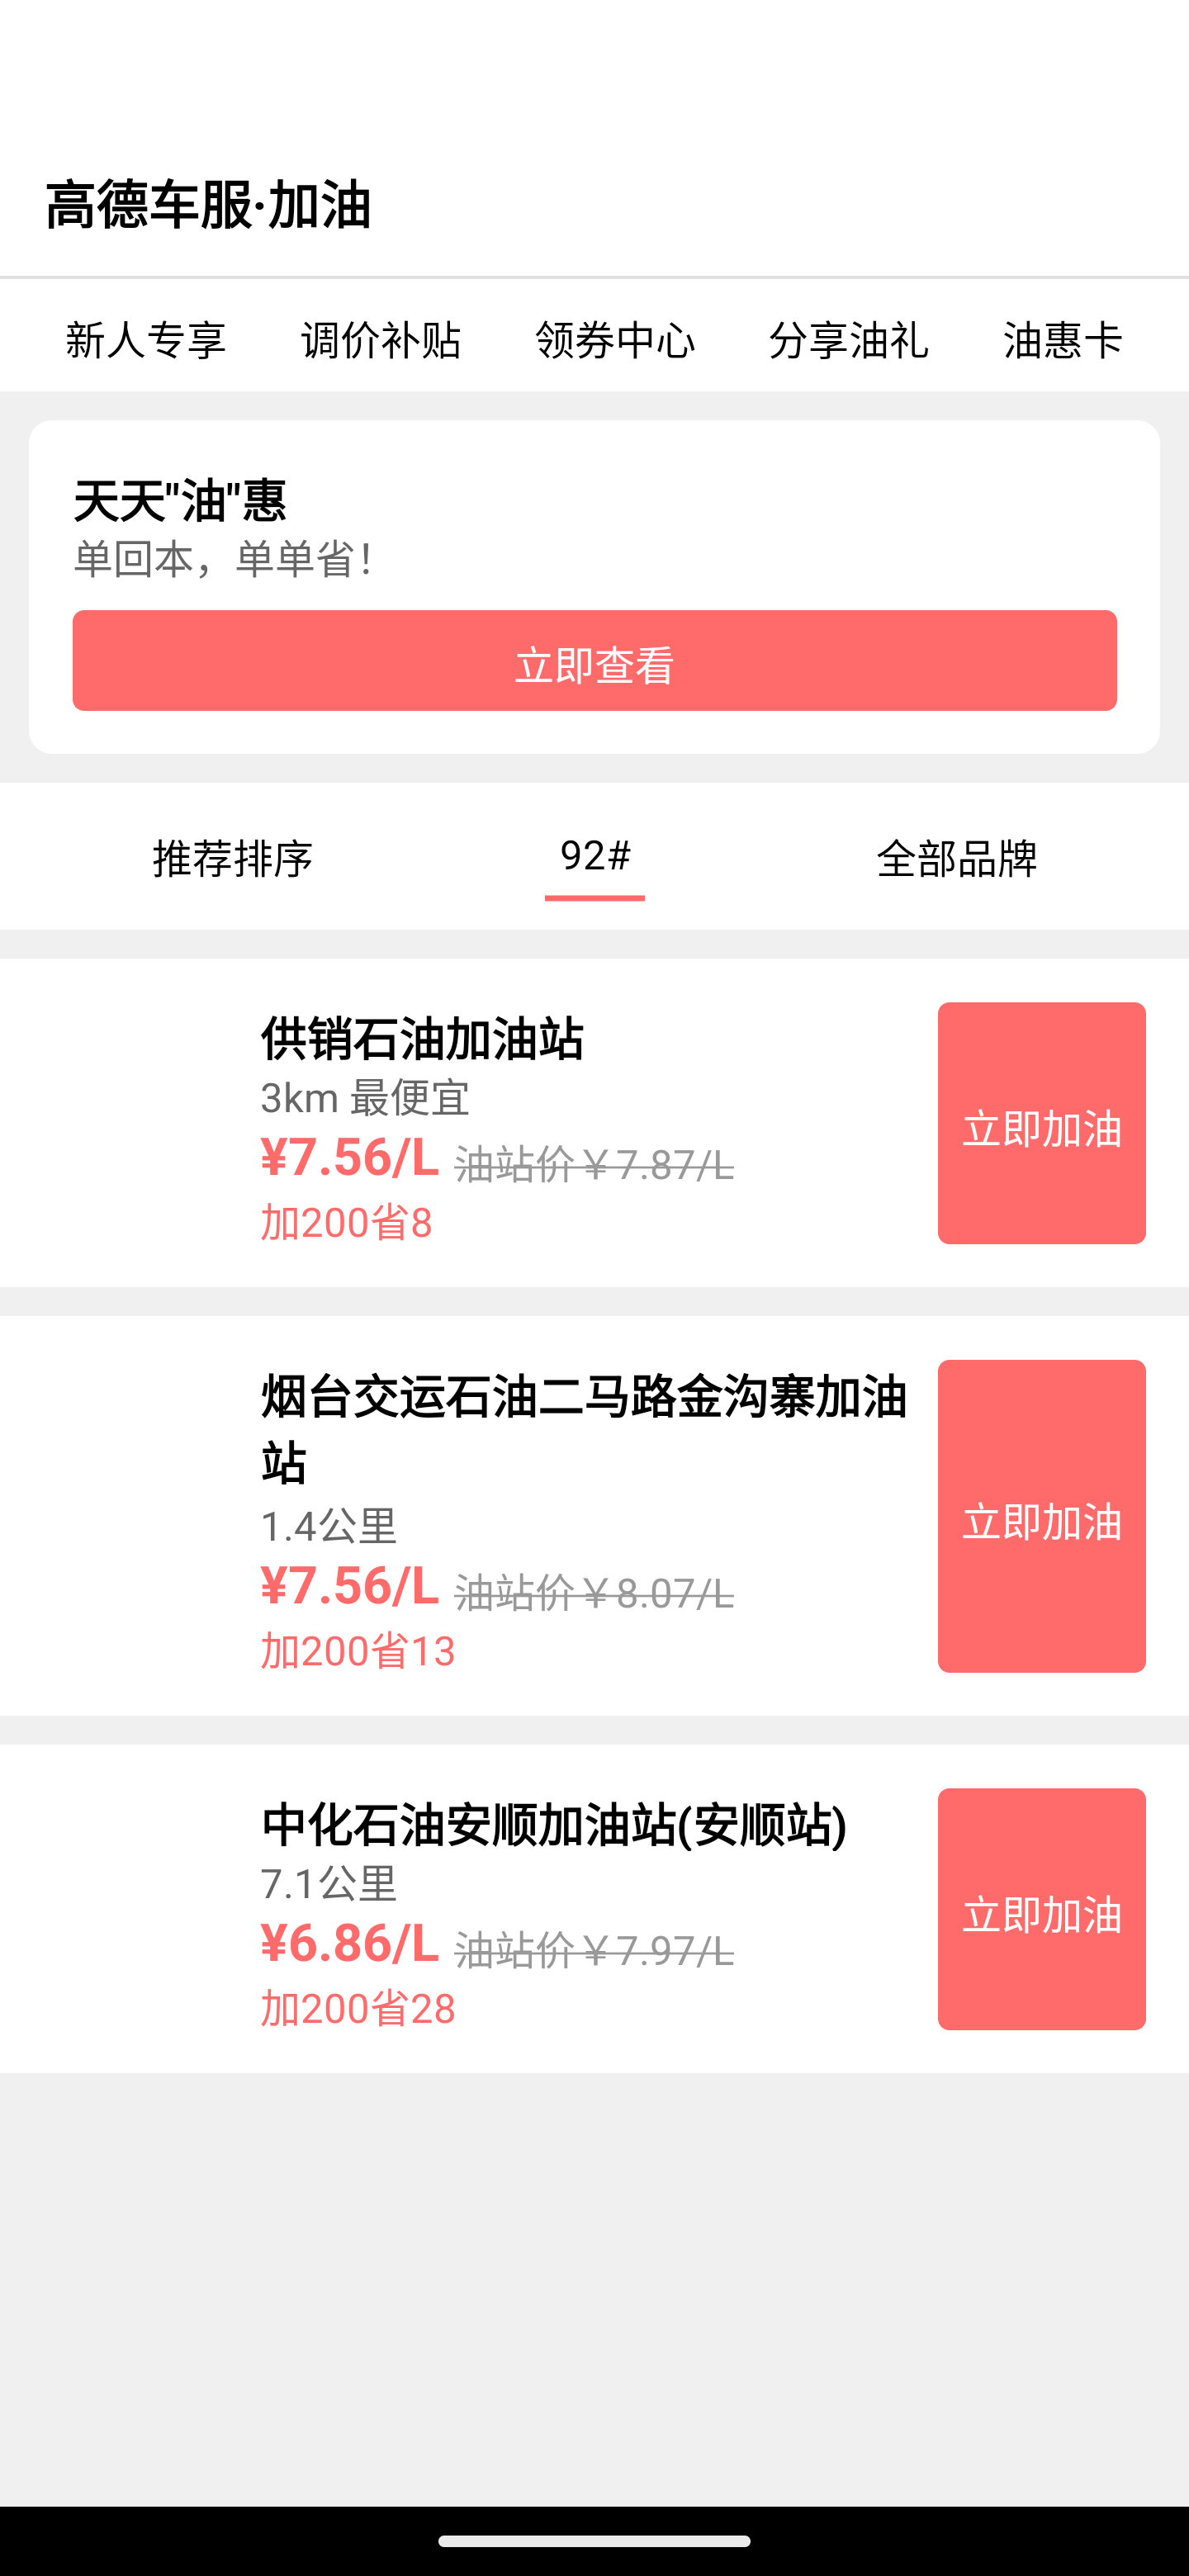 高德车服·加油
新人专享 调价补贴 领券中心 分享油礼 油惠卡
天天"油"惠
单回本，单单省！
立即查看
推荐排序 92# 全部品牌
供销石油加油站
3km 最便宜
¥7.56/L 油站价￥7.87/L
加200省8
立即加油
烟台交运石油二马路金沟寨加油
站
1.4公里
¥7.56/L 油站价￥8.07/L
加200省13
立即加油
中化石油安顺加油站(安顺站)
7.1公里
¥6.86/L 油站价￥7.97/L
加200省28
立即加油